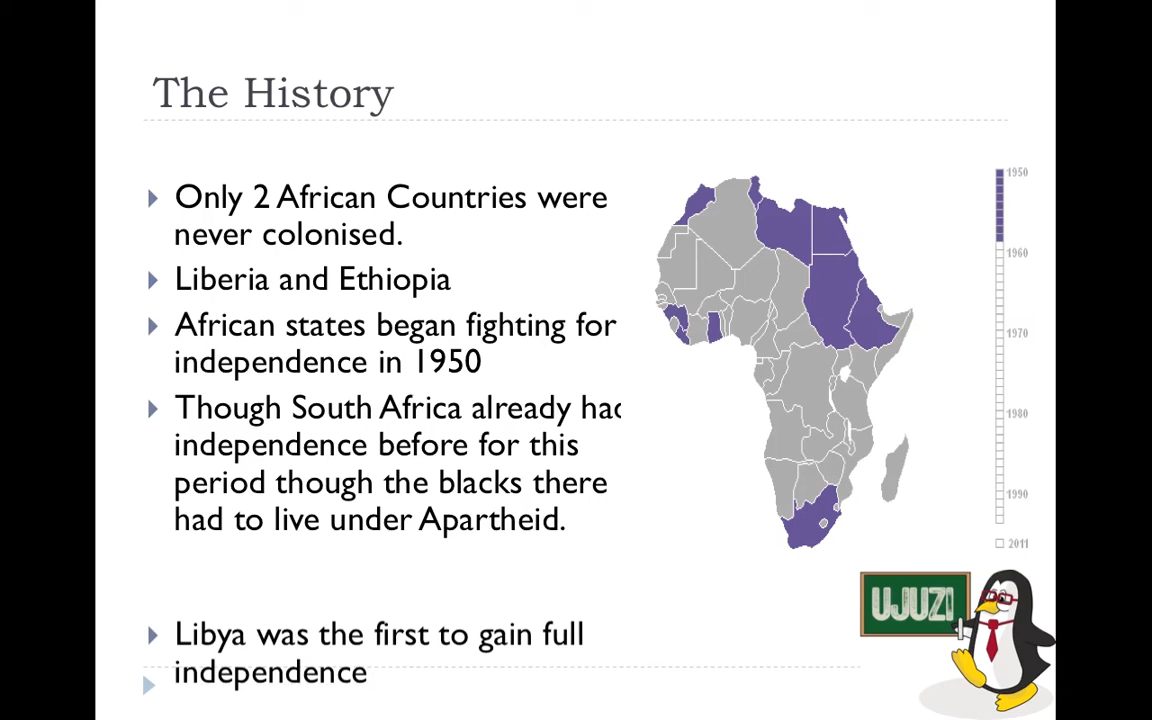 The History
Only 2 African Countries were
never colonised.
Liberia and Ethiopia
African states began fighting for
independence in 1950
Though South Africa already had
independence before for this
period though the blacks there
had to live under Apartheid.
Libya was the first to gain full
independence
1950
1960
1970
1980
1990
2011
UJUZI